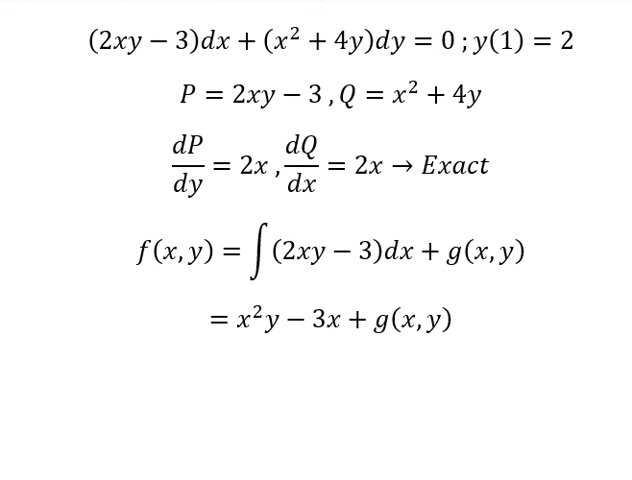 (2xy − 3)dx + (x² + 4y)dy = 0 ; y(1) = 2
P = 2xy − 3 , Q = x² + 4y
dP/dy = 2x , dQ/dx = 2x → Exact
f(x, y) = ∫(2xy − 3)dx + g(x, y)
= x²y − 3x + g(x, y)